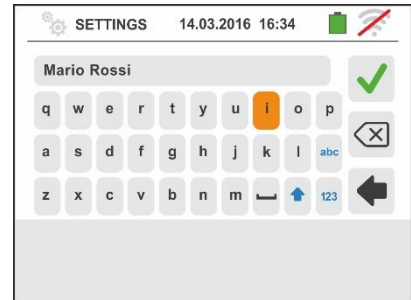 SETTINGS 14.03.2016 16:34
Mario Rossi
q w e r t y u i o p
a s d f g h j k l abc
z x c v b n m 123